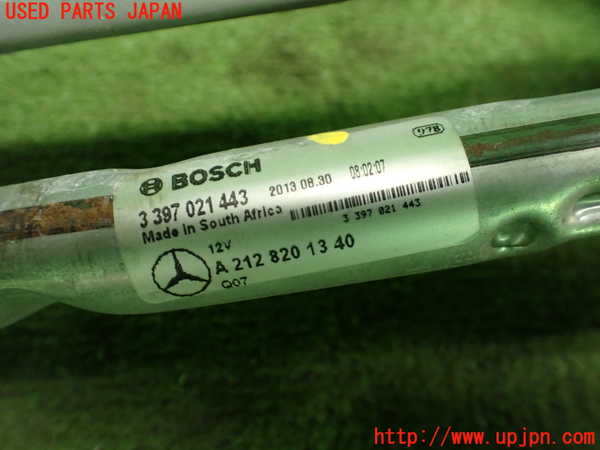 USED PARTS JAPAN
978
BOSCH
3 397 021 443 2013.08.30 08:02:07
Made in South Africa
3 397 021 443
12V
A 212 820 13 40
Q07
http://www.upjpn.com/